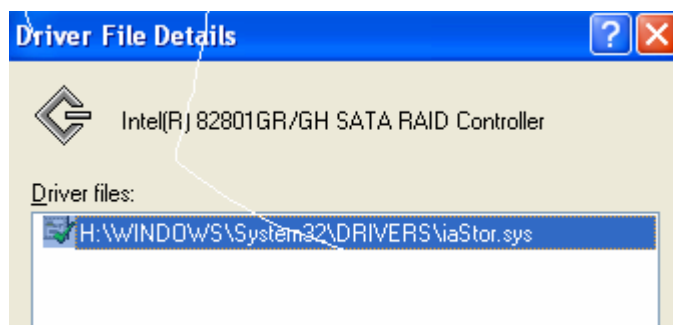 Driver File Details
Intel(R) 82801GR/GH SATA RAID Controller
Driver files:
H:\WINDOWS\System32\DRIVERS\iaStor.sys